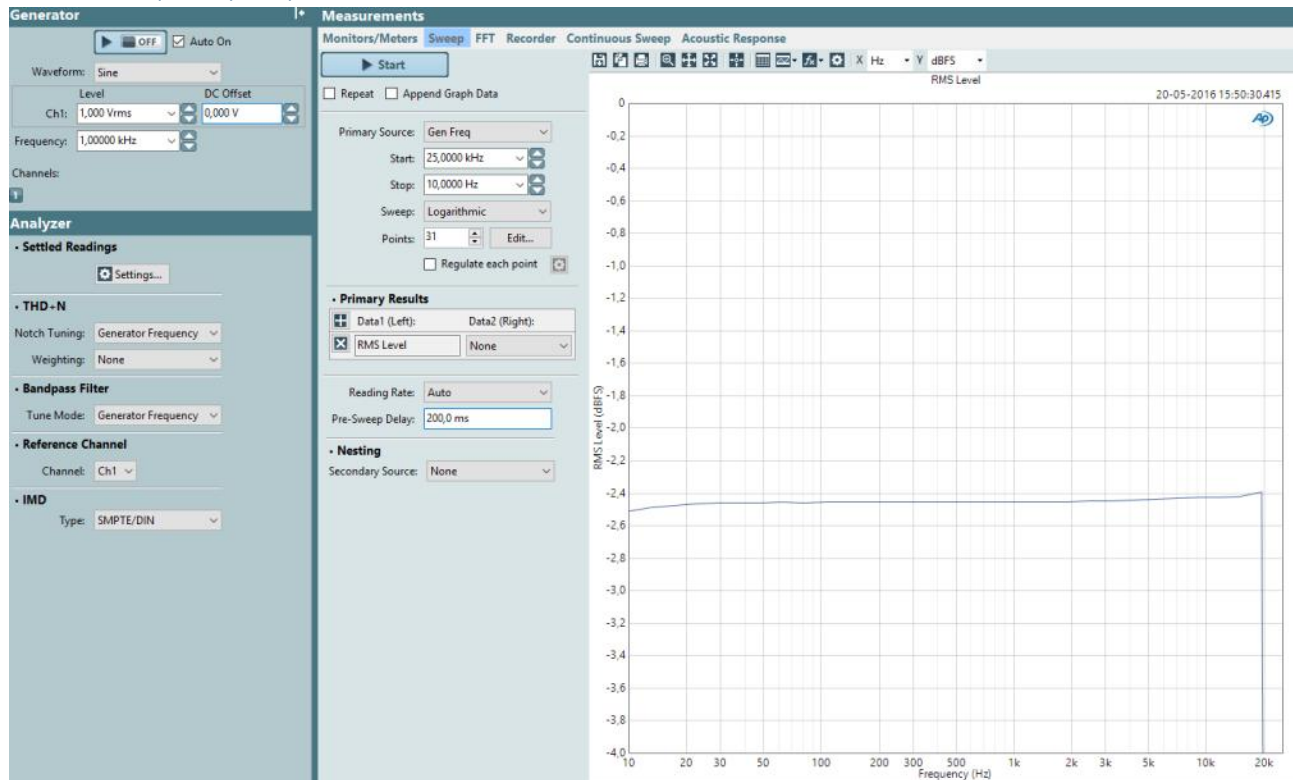 Generator
OFF
Auto On
Waveform: Sine
Level DC Offset
Ch1: 1,000 Vrms 0,000 V
Frequency: 1,00000 kHz
Channels:
1
Analyzer
Settled Readings
Settings...
THD+N
Notch Tuning: Generator Frequency
Weighting: None
Bandpass Filter
Tune Mode: Generator Frequency
Reference Channel
Channel: Ch1
IMD
Type: SMPTE/DIN
Measurements
Monitors/Meters Sweep FFT Recorder Continuous Sweep Acoustic Response
Start
Repeat Append Graph Data
Primary Source: Gen Freq
Start: 25,0000 kHz
Stop: 10,0000 Hz
Sweep: Logarithmic
Points: 31 Edit...
Regulate each point
Primary Results
Data1 (Left): Data2 (Right):
RMS Level None
Reading Rate: Auto
Pre-Sweep Delay: 200,0 ms
Nesting
Secondary Source: None
X Hz Y dBFS
RMS Level
20-05-2016 15:50:30.415
AP
RMS Level (dBFS)
0
-0,2
-0,4
-0,6
-0,8
-1,0
-1,2
-1,4
-1,6
-1,8
-2,0
-2,2
-2,4
-2,6
-2,8
-3,0
-3,2
-3,4
-3,6
-3,8
-4,0
10 20 30 50 100 200 300 500 1k 2k 3k 5k 10k 20k
Frequency (Hz)